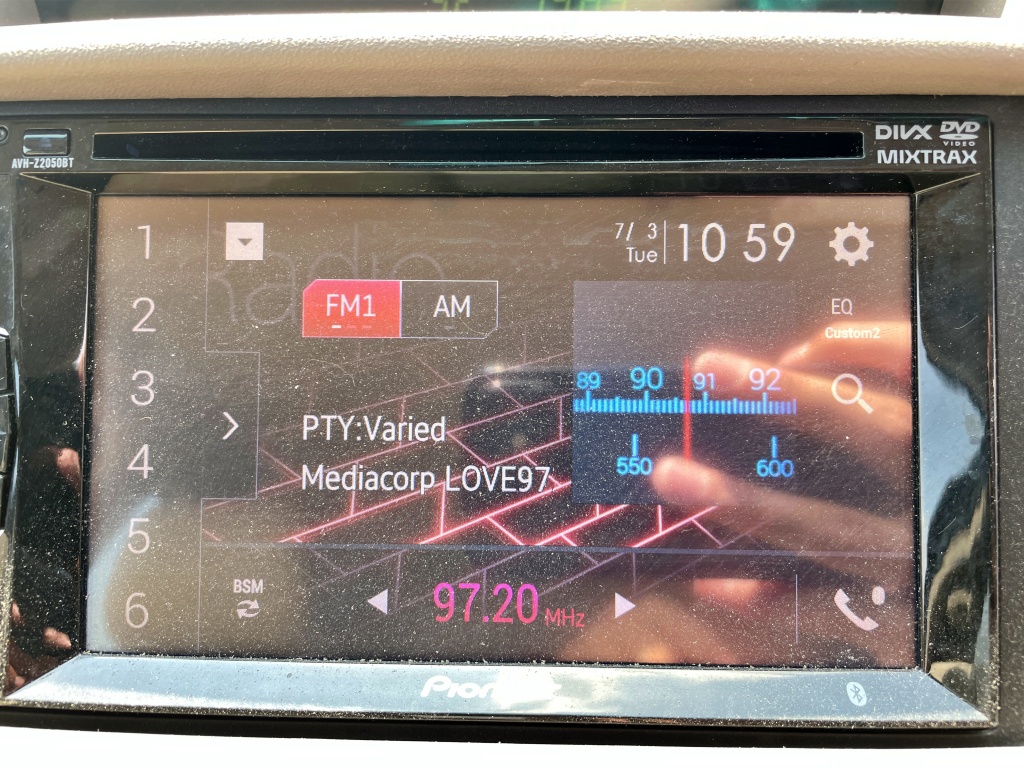 AVH-Z2050BT
DIVX DVD VIDEO
MIXTRAX
1
2
3
4
5
6
radio
7/ 3
Tue
10 59
FM1 AM
EQ
Custom2
89 90 91 92
550 600
PTY:Varied
Mediacorp LOVE97
BSM
97.20 MHz
Pioneer